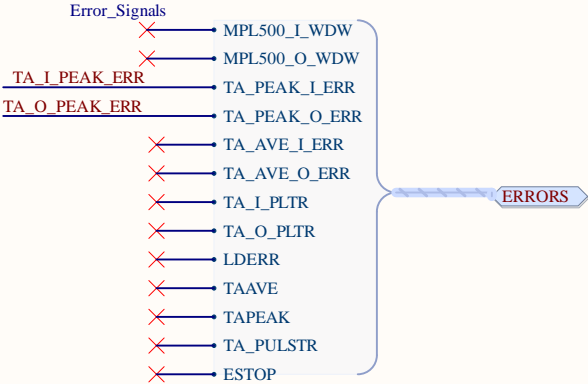 Error_Signals
MPL500_I_WDW
MPL500_O_WDW
TA_I_PEAK_ERR
TA_PEAK_I_ERR
TA_O_PEAK_ERR
TA_PEAK_O_ERR
TA_AVE_I_ERR
TA_AVE_O_ERR
TA_I_PLTR
ERRORS
TA_O_PLTR
LDERR
TAAVE
TAPEAK
TA_PULSTR
ESTOP